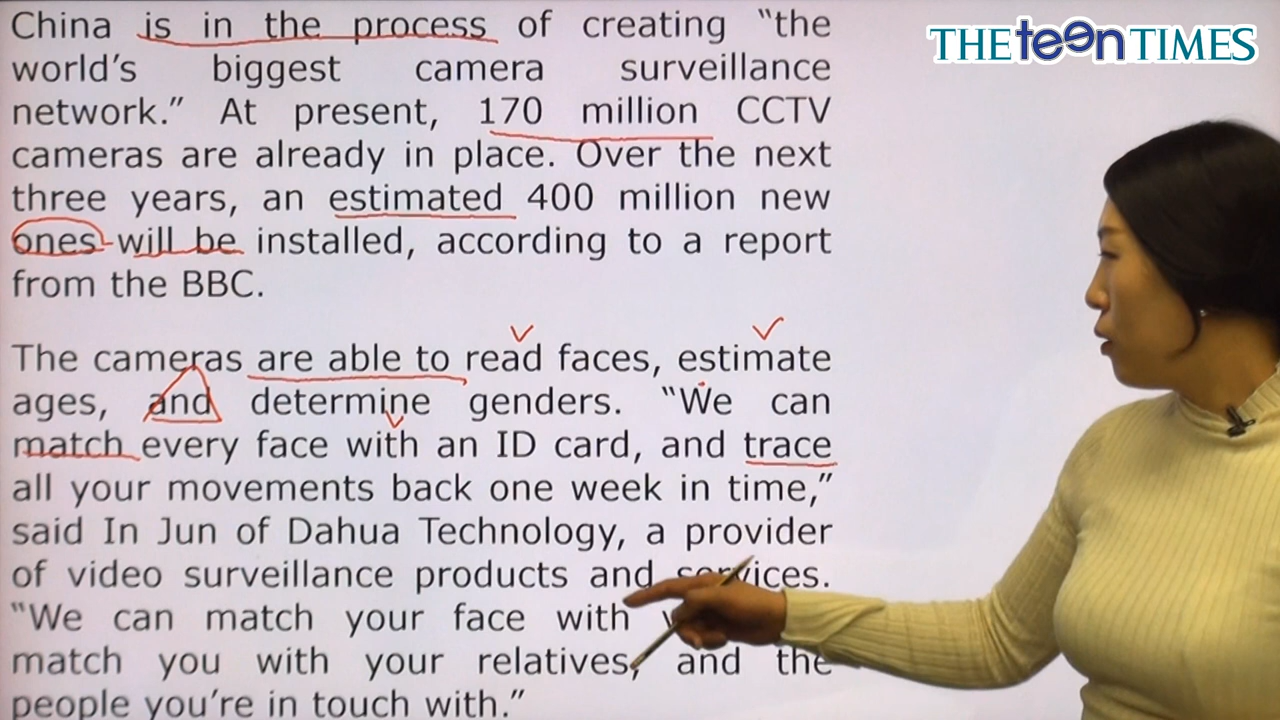 THE teen TIMES
China is in the process of creating “the
world’s biggest camera surveillance
network.” At present, 170 million CCTV
cameras are already in place. Over the next
three years, an estimated 400 million new
ones will be installed, according to a report
from the BBC.
The cameras are able to read faces, estimate
ages, and determine genders. “We can
match every face with an ID card, and trace
all your movements back one week in time,”
said In Jun of Dahua Technology, a provider
of video surveillance products and services.
“We can match your face with
match you with your relatives, and the
people you’re in touch with.”